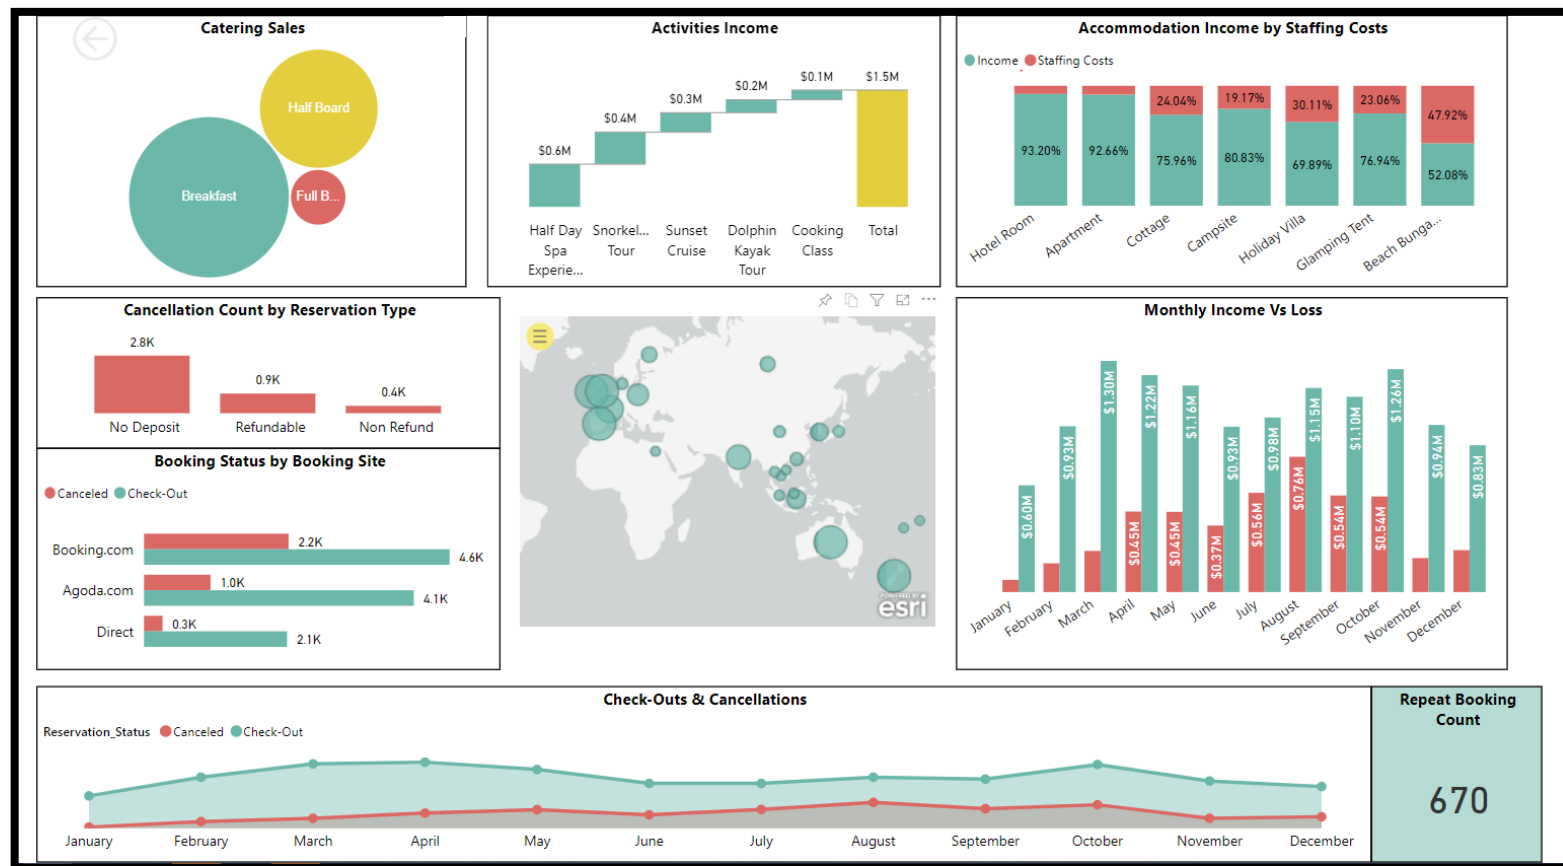 Catering Sales
Half Board
Breakfast
Full B...
Activities Income
$0.6M
$0.4M
$0.3M
$0.2M
$0.1M
$1.5M
Half Day Spa Experie...
Snorkel... Tour
Sunset Cruise
Dolphin Kayak Tour
Cooking Class
Total
Accommodation Income by Staffing Costs
Income Staffing Costs
24.04% 19.17% 30.11% 23.06% 47.92%
93.20% 92.66% 75.96% 80.83% 69.89% 76.94% 52.08%
Hotel Room
Apartment
Cottage
Campsite
Holiday Villa
Glamping Tent
Beach Bunga...
Cancellation Count by Reservation Type
2.8K
0.9K
0.4K
No Deposit
Refundable
Non Refund
Booking Status by Booking Site
Canceled Check-Out
Booking.com 2.2K 4.6K
Agoda.com 1.0K 4.1K
Direct 0.3K 2.1K
POWERED BY
esri
Monthly Income Vs Loss
$0.60M
$0.93M
$1.30M
$0.45M
$1.22M
$0.45M
$1.16M
$0.37M
$0.93M
$0.56M
$0.98M
$0.76M
$1.15M
$0.54M
$1.10M
$0.54M
$1.26M
$0.94M
$0.83M
January
February
March
April
May
June
July
August
September
October
November
December
Check-Outs & Cancellations
Reservation_Status Canceled Check-Out
January February March April May June July August September October November December
Repeat Booking
Count
670